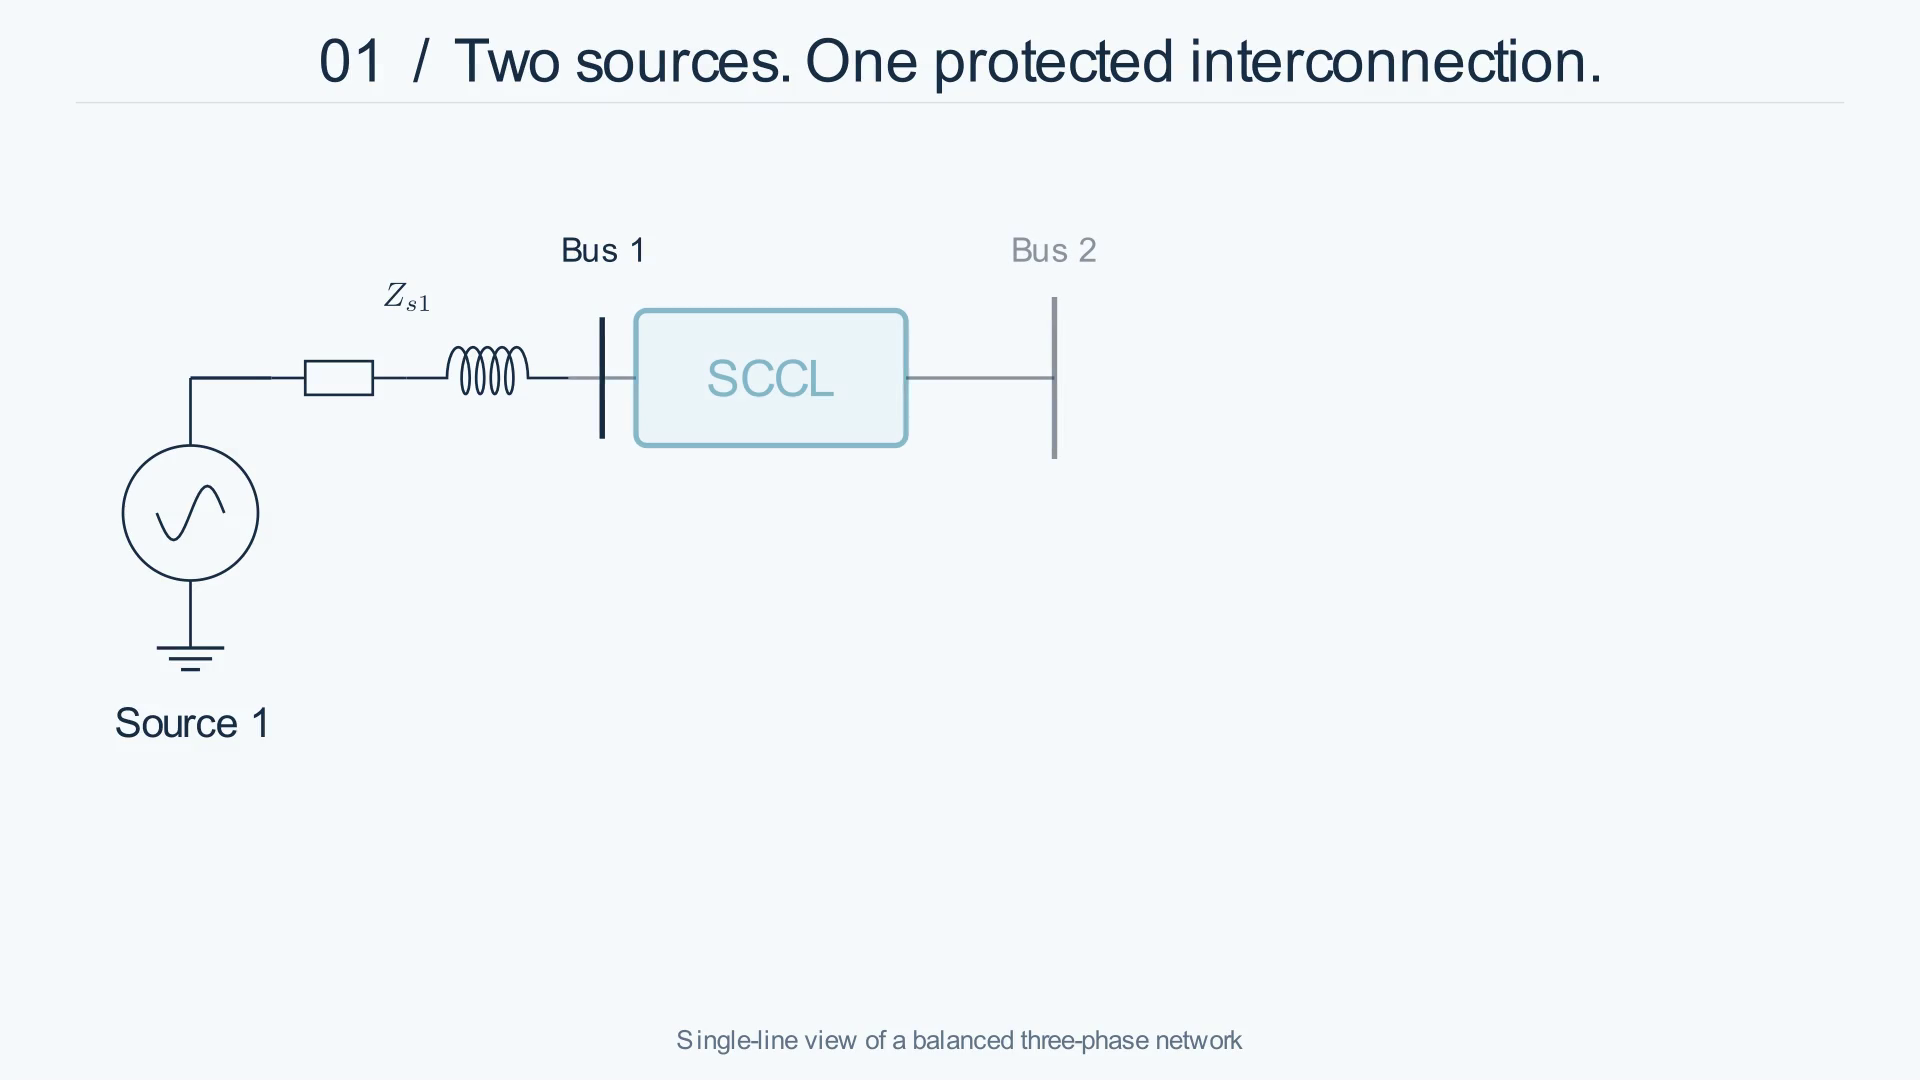 01 / Two sources. One protected interconnection.
Bus 1
Bus 2
Zs1
SCCL
Source 1
Single-line view of a balanced three-phase network